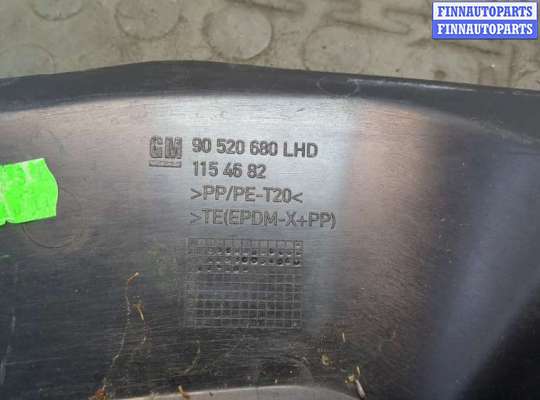 FINNAUTOPARTS
FINNAUTOPARTS
GM 90 520 680 LHD
115 46 82
>PP/PE-T20<
>TE(EPDM-X+PP)